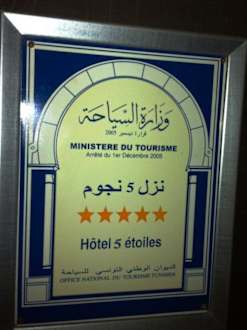 وزارة السياحة
قرار 1 ديسمبر 2005
MINISTERE DU TOURISME
Arrêté du 1er Décembre 2005
نزل 5 نجوم
Hôtel 5 étoiles
الديوان الوطني التونسي للسياحة
OFFICE NATIONAL DU TOURISME TUNISIEN